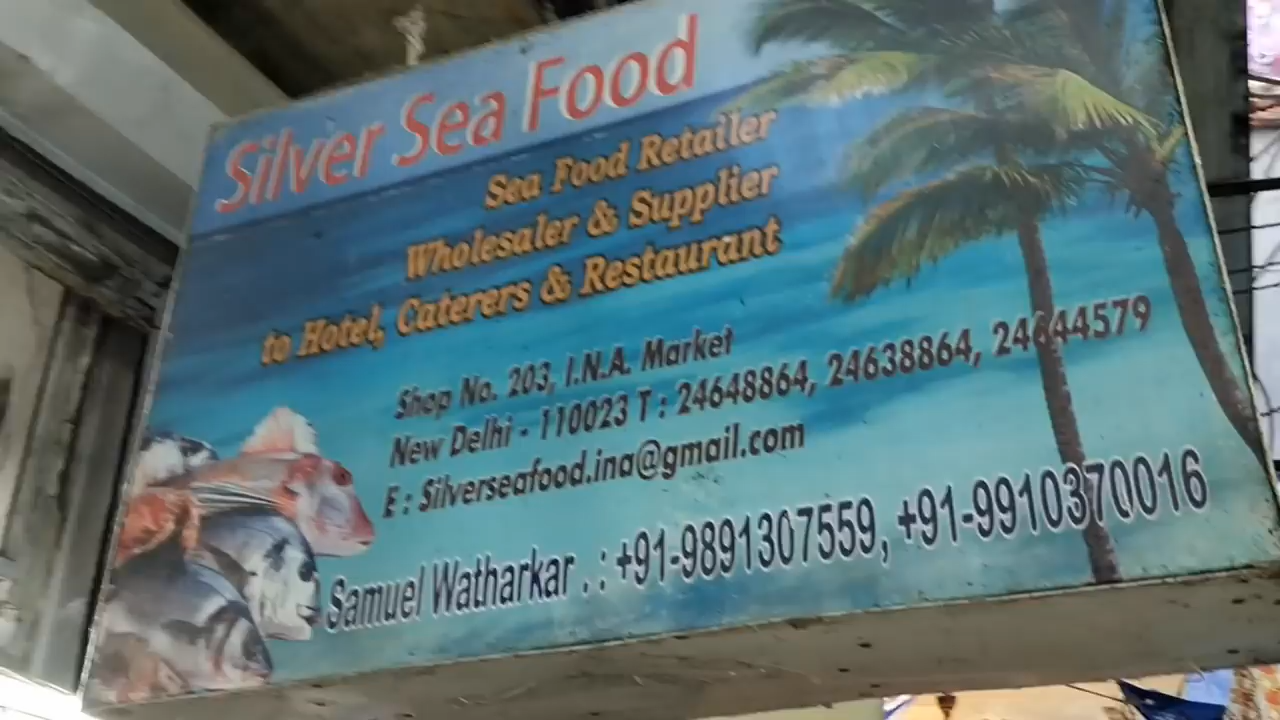 Silver Sea Food
Sea Food Retailer
Wholesaler & Supplier
to Hotel, Caterers & Restaurant
Shop No. 203, I.N.A. Market
New Delhi - 110023 T : 24648864, 24638864, 24644579
E : Silverseafood.ina@gmail.com
Samuel Watharkar . : +91-9891307559, +91-9910370016